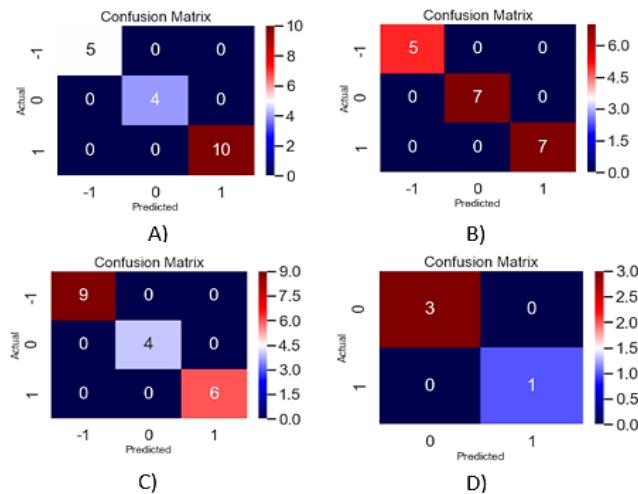 Confusion Matrix
-1 5 0 0
0 0 4 0
1 0 0 10
-1 0 1
Actual
Predicted
10
8
6
4
2
0
A)
Confusion Matrix
-1 5 0 0
0 0 7 0
1 0 0 7
-1 0 1
Actual
Predicted
6.0
4.5
3.0
1.5
0.0
B)
Confusion Matrix
-1 9 0 0
0 0 4 0
1 0 0 6
-1 0 1
Actual
Predicted
9.0
7.5
6.0
4.5
3.0
1.5
0.0
C)
Confusion Matrix
0 3 0
1 0 1
0 1
Actual
Predicted
3.0
2.5
2.0
1.5
1.0
0.5
0.0
D)